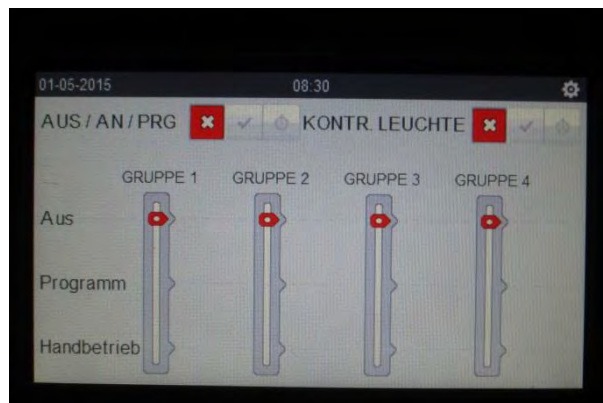 01-05-2015 08:30
AUS / AN / PRG KONTR. LEUCHTE
GRUPPE 1 GRUPPE 2 GRUPPE 3 GRUPPE 4
Aus
Programm
Handbetrieb